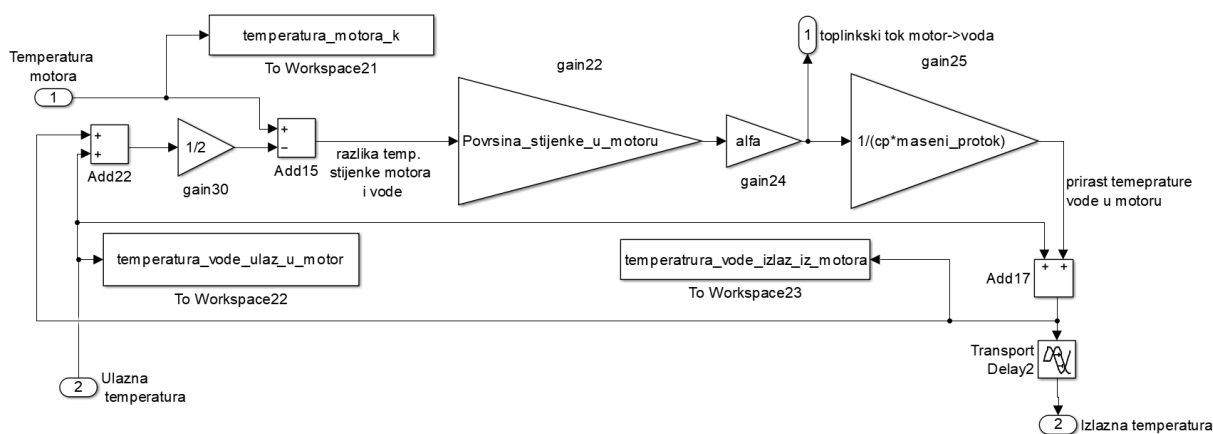 temperatura_motora_k
To Workspace21
Temperatura
motora
1
1
toplinkski tok motor->voda
gain22
gain25
+
+
Add22
1/2
gain30
+
−
Add15
razlika temp.
stijenke motora
i vode
Povrsina_stijenke_u_motoru
alfa
gain24
1/(cp*maseni_protok)
prirast temeprature
vode u motoru
temperatura_vode_ulaz_u_motor
To Workspace22
temperatrura_vode_izlaz_iz_motora
To Workspace23
+ +
Add17
Transport
Delay2
2
Ulazna
temperatura
2
Izlazna temperatura